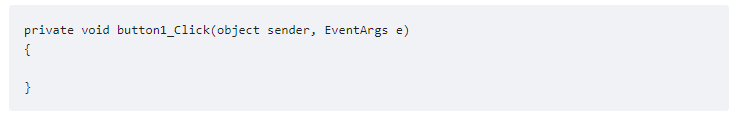 private void button1_Click(object sender, EventArgs e)
{
}